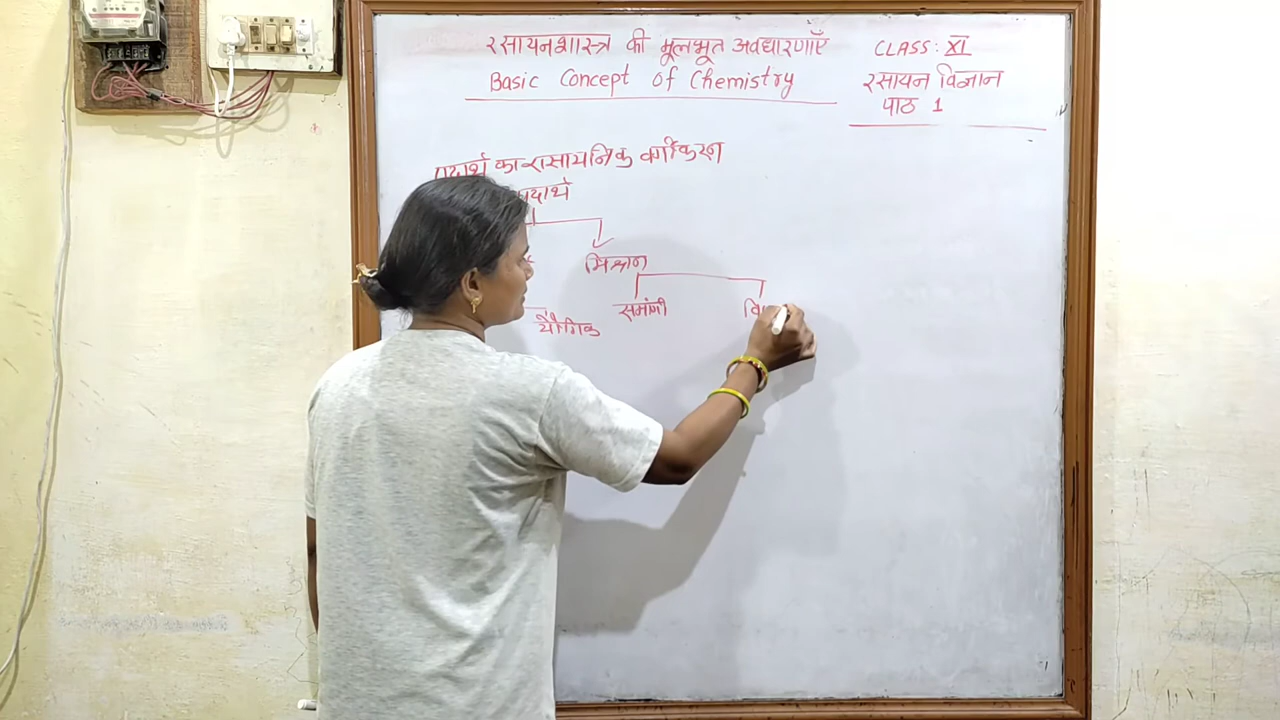 रसायनशास्त्र की मूलभूत अवधारणाएँ
Basic Concept of Chemistry
CLASS: XI
रसायन विज्ञान
पाठ 1
पदार्थ का रासायनिक वर्गीकरण
पदार्थ
मिश्रान
समांगी
यौगिक